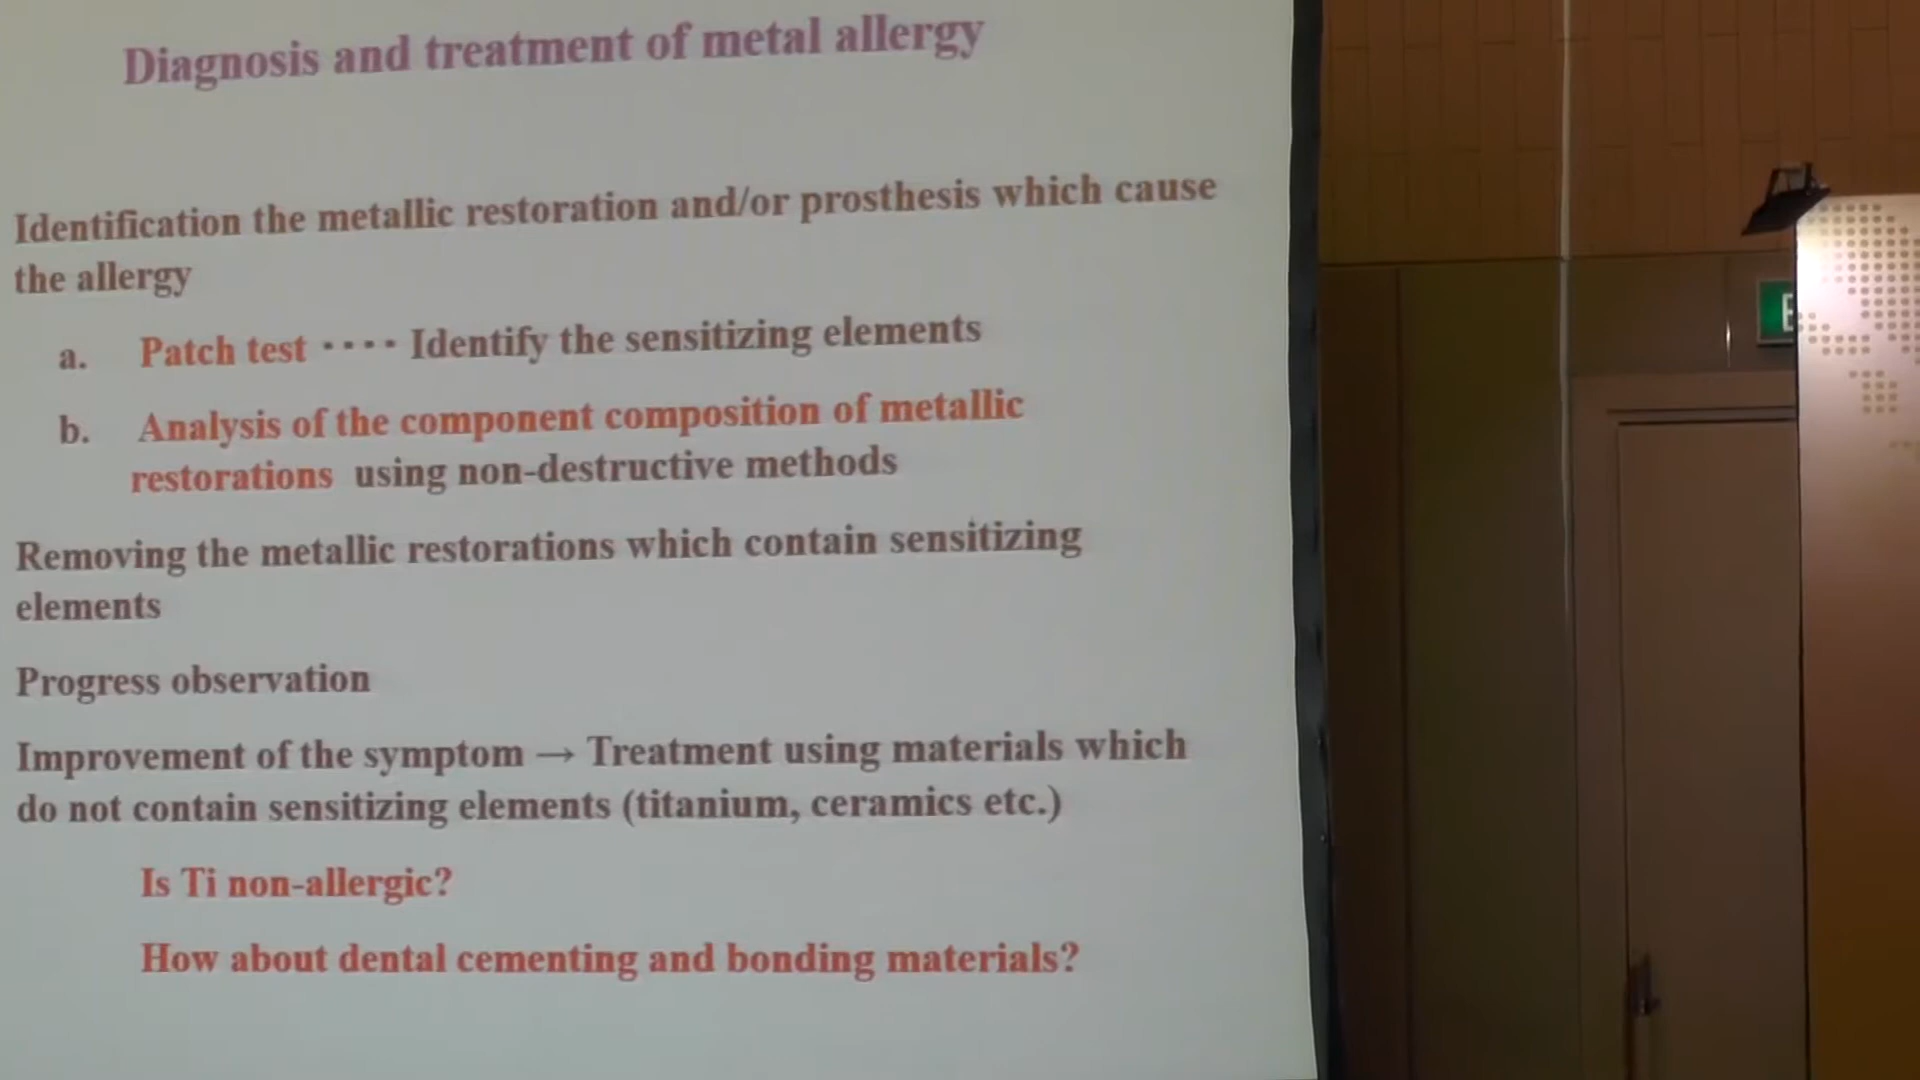 Diagnosis and treatment of metal allergy
Identification the metallic restoration and/or prosthesis which cause
the allergy
a. Patch test ‥‥ Identify the sensitizing elements
b. Analysis of the component composition of metallic
restorations using non-destructive methods
Removing the metallic restorations which contain sensitizing
elements
Progress observation
Improvement of the symptom → Treatment using materials which
do not contain sensitizing elements (titanium, ceramics etc.)
Is Ti non-allergic?
How about dental cementing and bonding materials?